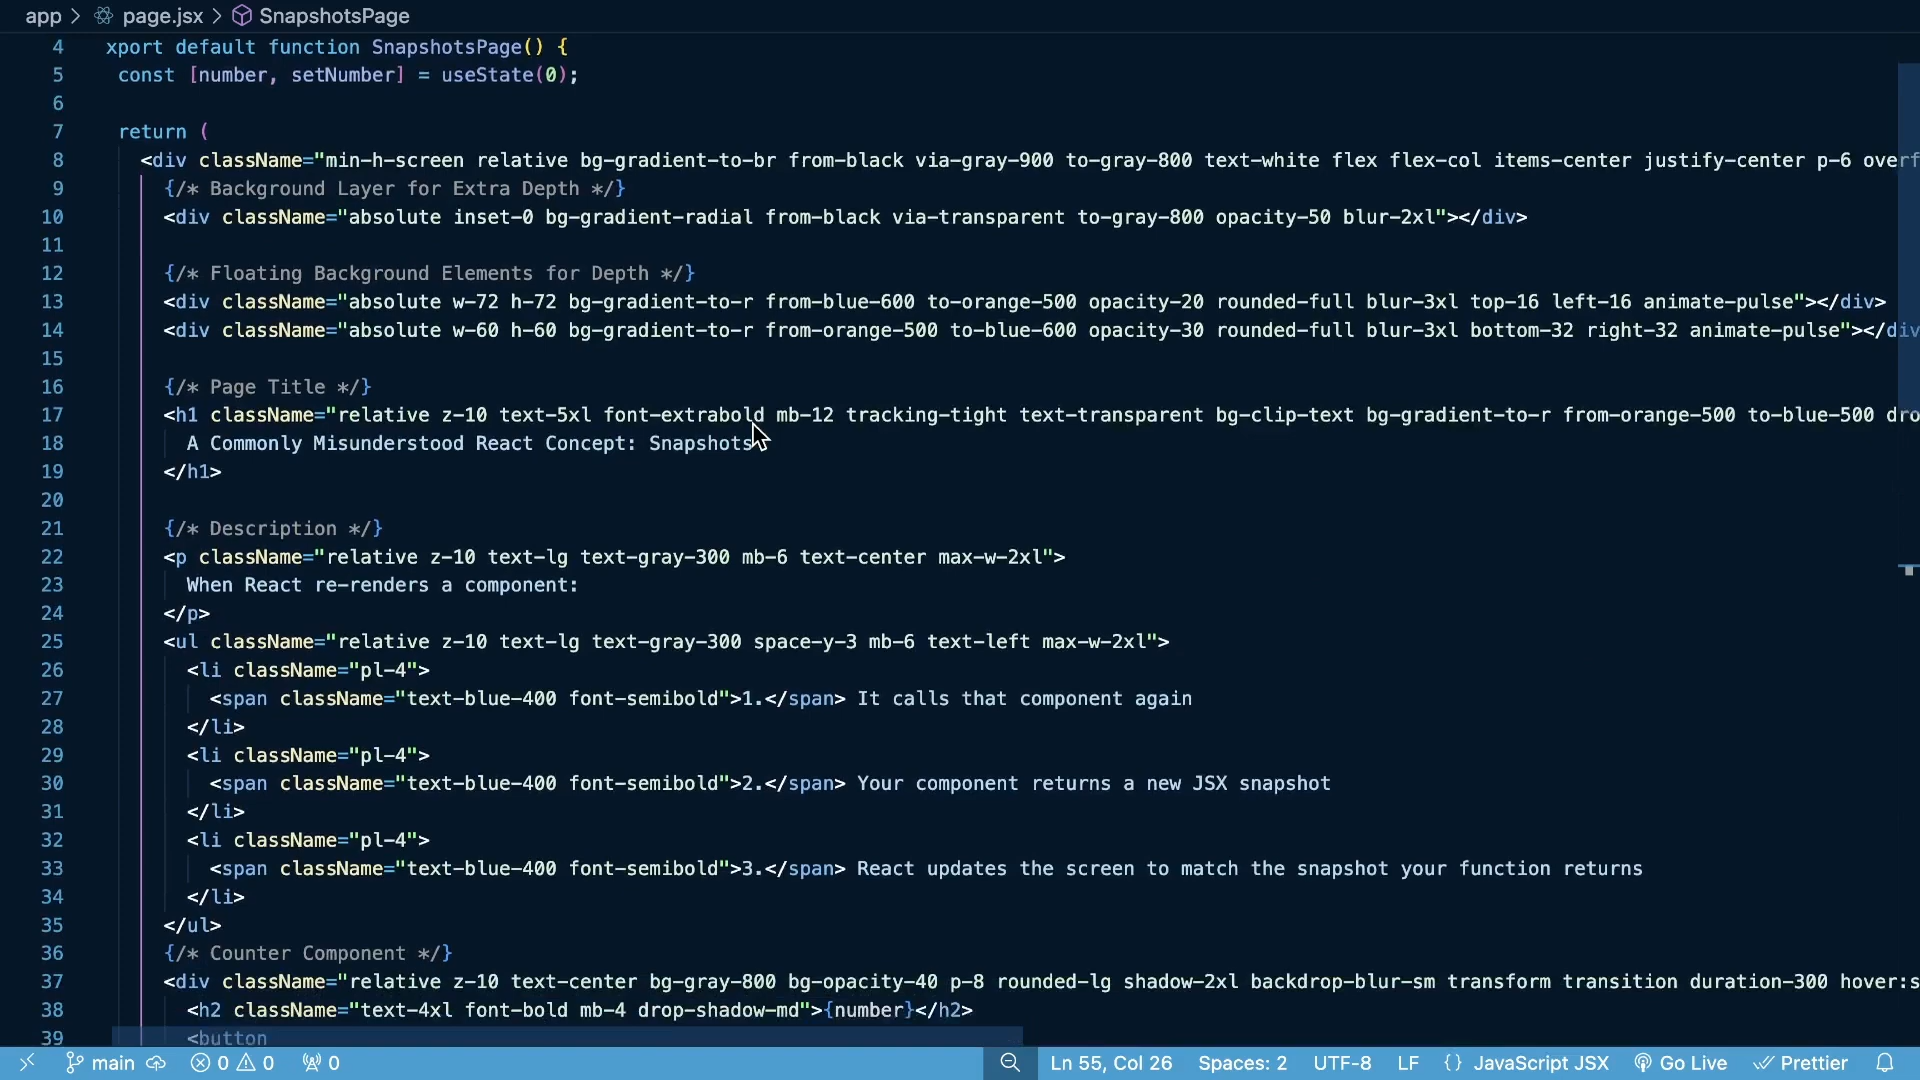 app > page.jsx > SnapshotsPage
4 xport default function SnapshotsPage() {
5 const [number, setNumber] = useState(0);
6
7 return (
8 <div className="min-h-screen relative bg-gradient-to-br from-black via-gray-900 to-gray-800 text-white flex flex-col items-center justify-center p-6 overf
9 {/* Background Layer for Extra Depth */}
10 <div className="absolute inset-0 bg-gradient-radial from-black via-transparent to-gray-800 opacity-50 blur-2xl"></div>
11
12 {/* Floating Background Elements for Depth */}
13 <div className="absolute w-72 h-72 bg-gradient-to-r from-blue-600 to-orange-500 opacity-20 rounded-full blur-3xl top-16 left-16 animate-pulse"></div>
14 <div className="absolute w-60 h-60 bg-gradient-to-r from-orange-500 to-blue-600 opacity-30 rounded-full blur-3xl bottom-32 right-32 animate-pulse"></div
15
16 {/* Page Title */}
17 <h1 className="relative z-10 text-5xl font-extrabold mb-12 tracking-tight text-transparent bg-clip-text bg-gradient-to-r from-orange-500 to-blue-500 dro
18 A Commonly Misunderstood React Concept: Snapshots
19 </h1>
20
21 {/* Description */}
22 <p className="relative z-10 text-lg text-gray-300 mb-6 text-center max-w-2xl">
23 When React re-renders a component:
24 </p>
25 <ul className="relative z-10 text-lg text-gray-300 space-y-3 mb-6 text-left max-w-2xl">
26 <li className="pl-4">
27 <span className="text-blue-400 font-semibold">1.</span> It calls that component again
28 </li>
29 <li className="pl-4">
30 <span className="text-blue-400 font-semibold">2.</span> Your component returns a new JSX snapshot
31 </li>
32 <li className="pl-4">
33 <span className="text-blue-400 font-semibold">3.</span> React updates the screen to match the snapshot your function returns
34 </li>
35 </ul>
36 {/* Counter Component */}
37 <div className="relative z-10 text-center bg-gray-800 bg-opacity-40 p-8 rounded-lg shadow-2xl backdrop-blur-sm transform transition duration-300 hover:s
38 <h2 className="text-4xl font-bold mb-4 drop-shadow-md">{number}</h2>
39 <button
main 0 0 0 Ln 55, Col 26 Spaces: 2 UTF-8 LF {} JavaScript JSX Go Live Prettier